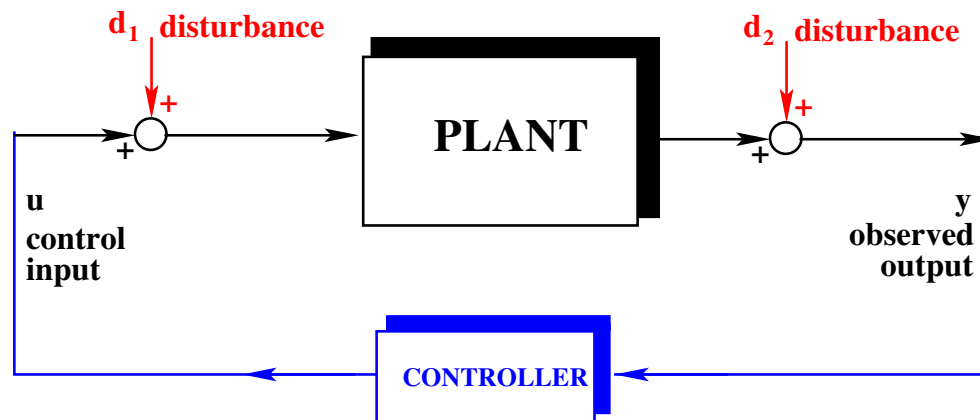 d1 disturbance
d2 disturbance
+
+
+
+
PLANT
u
control
input
y
observed
output
CONTROLLER